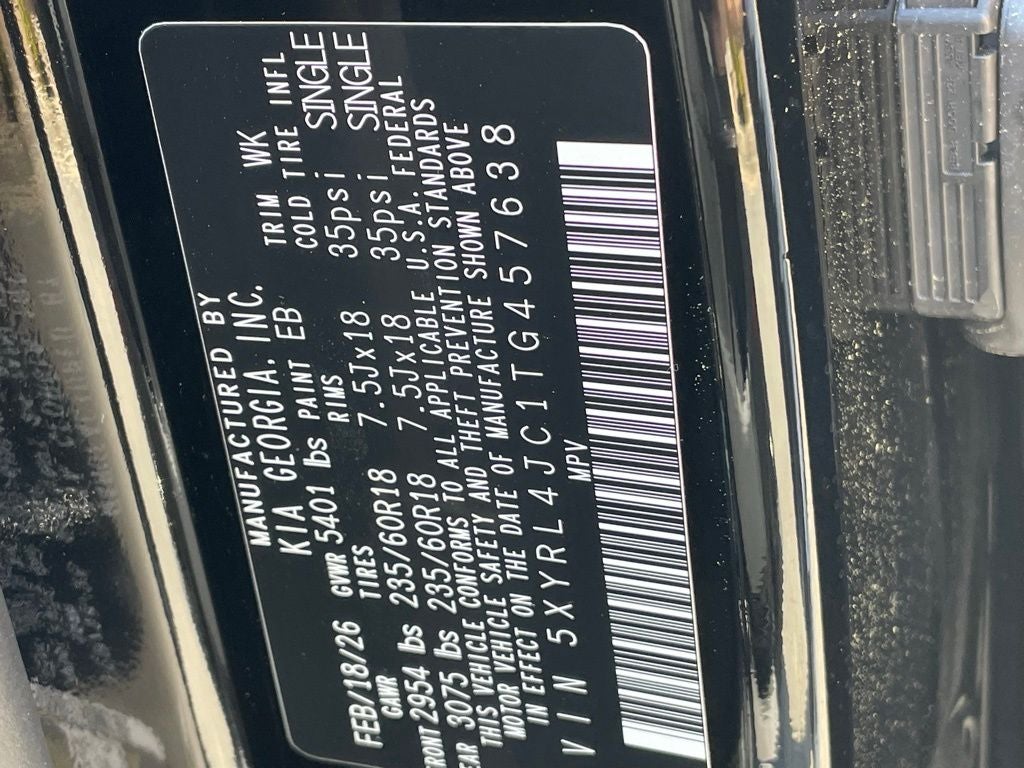 MANUFACTURED BY
KIA GEORGIA. INC.
FEB/18/26 GVWR 5401 lbs PAINT EB TRIM WK
GAWR TIRES RIMS COLD TIRE INFL
FRONT 2954 lbs 235/60R18 7.5Jx18 35psi SINGLE
EAR 3075 lbs 235/60R18 7.5Jx18 35psi SINGLE
THIS VEHICLE CONFORMS TO ALL APPLICABLE U.S.A. FEDERAL
MOTOR VEHICLE SAFETY AND THEFT PREVENTION STANDARDS
IN EFFECT ON THE DATE OF MANUFACTURE SHOWN ABOVE
VIN 5XYRL4JC1TG457638
MPV